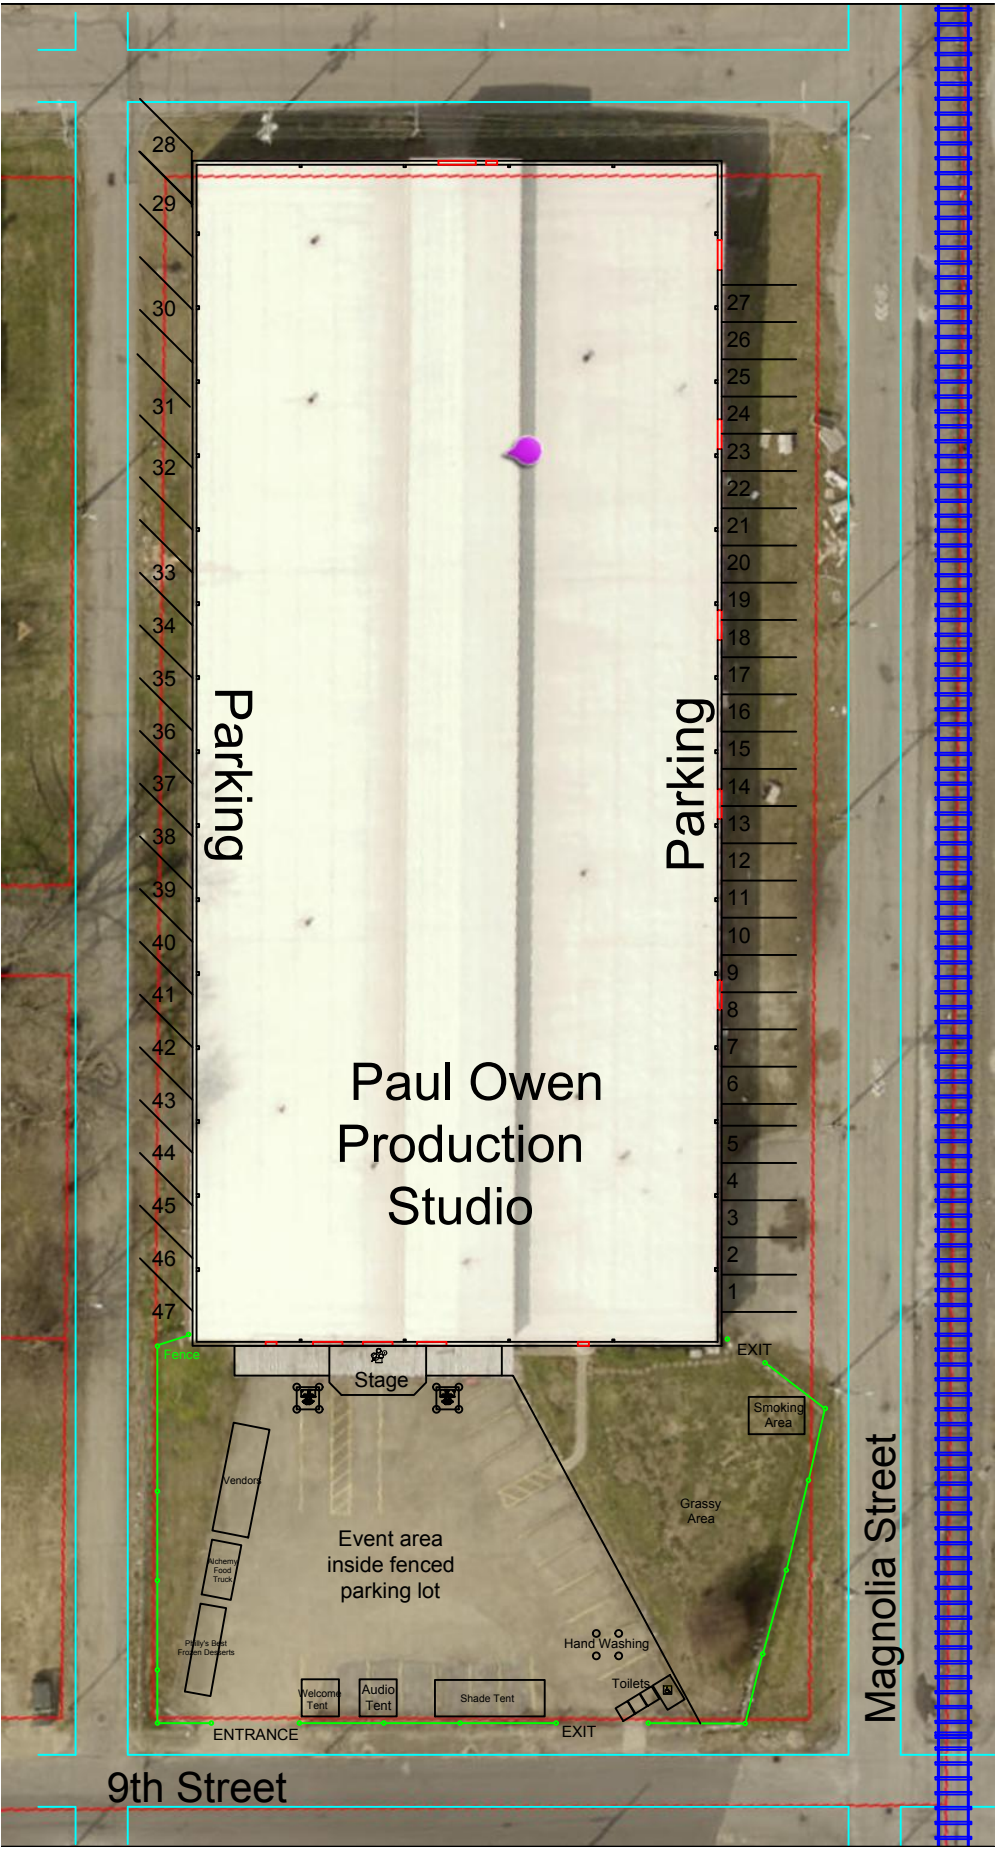 28
29
30
31
32
33
34
35
36
37
38
39
40
41
42
43
44
45
46
47
27
26
25
24
23
22
21
20
19
18
17
16
15
14
13
12
11
10
9
8
7
6
5
4
3
2
1
Parking
Parking
Paul Owen
Production
Studio
Fence
Stage
EXIT
Smoking
Area
Vendors
Grassy
Area
Event area
inside fenced
parking lot
Alchemy
Food
Truck
Philly's Best
Frozen Desserts
Hand Washing
Toilets
Welcome
Tent
Audio
Tent
Shade Tent
ENTRANCE
EXIT
Magnolia Street
9th Street